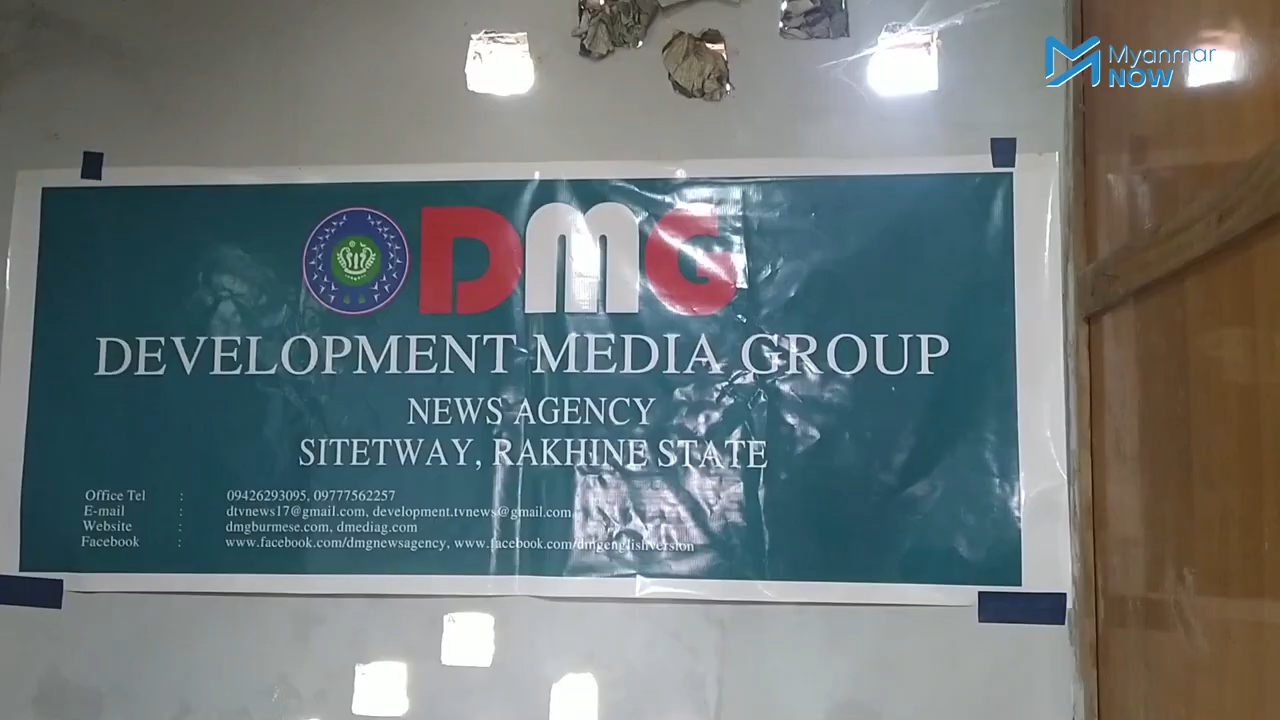 Myanmar
NOW
DMG
DEVELOPMENT MEDIA GROUP
NEWS AGENCY
SITETWAY, RAKHINE STATE
Office Tel : 09426293095, 09777562257
E-mail : dtvnews17@gmail.com, development.tvnews@gmail.com
Website : dmgburmese.com, dmediag.com
Facebook : www.facebook.com/dmgnewsagency, www.facebook.com/dmgenglishversion